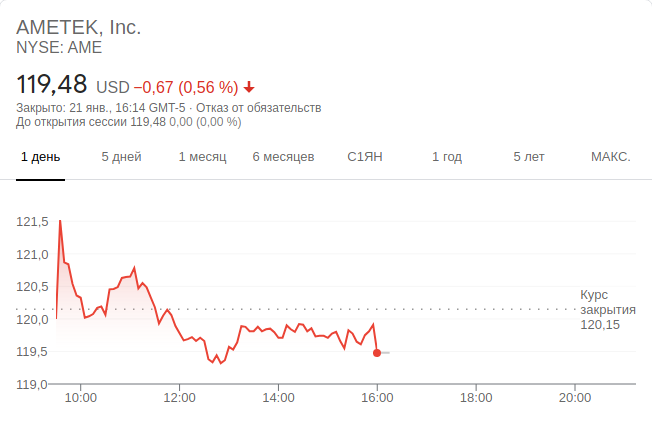 AMETEK, Inc.
NYSE: AME
119,48 USD −0,67 (0,56 %)
Закрыто: 21 янв., 16:14 GMT-5 · Отказ от обязательств
До открытия сессии 119,48 0,00 (0,00 %)
1 день 5 дней 1 месяц 6 месяцев С1ЯН 1 год 5 лет МАКС.
121,5
121,0
120,5
Курс
закрытия
120,15
120,0
119,5
119,0
10:00 12:00 14:00 16:00 18:00 20:00